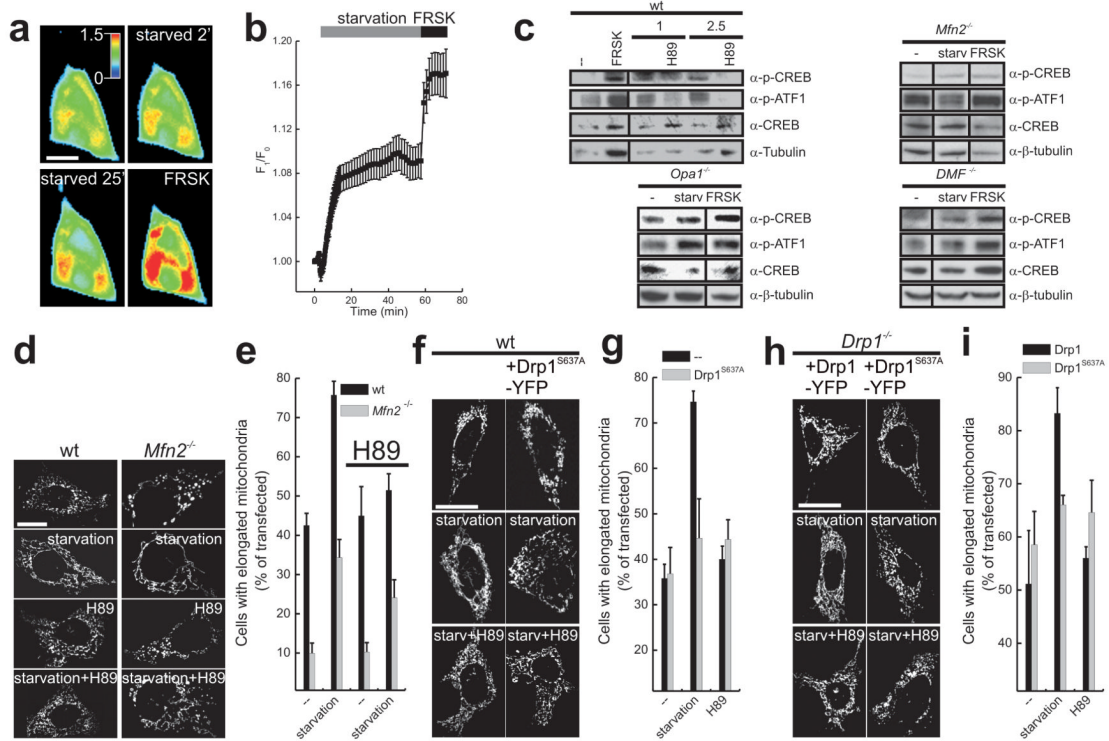 a
1.5
0
starved 2'
starved 25'
FRSK
b
starvation FRSK
1.20
1.16
1.12
1.08
1.04
1.00
F₁/F₀
0 20 40 60 80
Time (min)
c
wt
1 2.5
-- FRSK H89 H89
α-p-CREB
α-p-ATF1
α-CREB
α-Tubulin
Mfn2-/-
- starv FRSK
α-p-CREB
α-p-ATF1
α-CREB
α-β-tubulin
Opa1-/-
- starv FRSK
α-p-CREB
α-p-ATF1
α-CREB
α-β-tubulin
DMF -/-
- starv FRSK
α-p-CREB
α-p-ATF1
α-CREB
α-β-tubulin
d
wt Mfn2-/-
starvation starvation
H89 H89
starvation+H89 starvation+H89
e
wt
Mfn2-/-
H89
Cells with elongated mitochondria
(% of transfected)
80
70
60
50
40
30
20
10
-- starvation -- starvation
f
wt
+Drp1S637A
-YFP
starvation
starv+H89 starv+H89
g
--
Drp1S637A
Cells with elongated mitochondria
(% of transfected)
80
70
60
50
40
30
20
-- starvation H89
h
Drp1-/-
+Drp1 +Drp1S637A
-YFP -YFP
starvation starvation
starv+H89 starv+H89
i
Drp1
Drp1S637A
Cells with elongated mitochondria
(% of transfected)
90
80
70
60
50
40
-- starvation H89